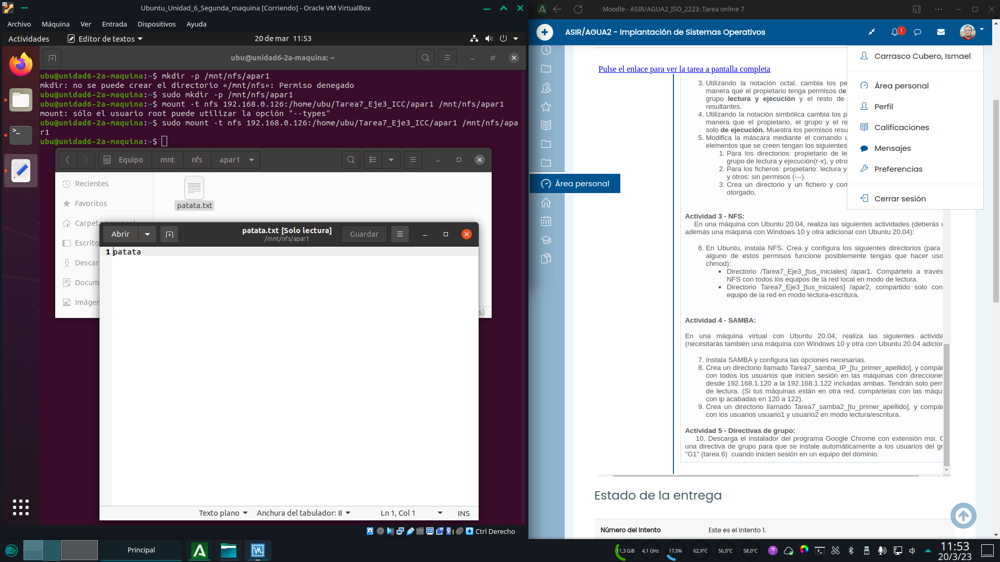 Ubuntu_Unidad_6_Segunda_maquina [Corriendo] - Oracle VM VirtualBox
Archivo Máquina Ver Entrada Dispositivos Ayuda
Actividades Editor de textos 20 de mar 11:53
ubu@unidad6-2a-maquina: ~
ubu@unidad6-2a-maquina:~$ mkdir -p /mnt/nfs/apar1
mkdir: no se puede crear el directorio «/mnt/nfs»: Permiso denegado
ubu@unidad6-2a-maquina:~$ sudo mkdir -p /mnt/nfs/apar1
ubu@unidad6-2a-maquina:~$ mount -t nfs 192.168.0.126:/home/ubu/Tarea7_Eje3_ICC/apar1 /mnt/nfs/apar1
mount: sólo el usuario root puede utilizar la opción "--types"
ubu@unidad6-2a-maquina:~$ sudo mount -t nfs 192.168.0.126:/home/ubu/Tarea7_Eje3_ICC/apar1 /mnt/nfs/apa
r1
ubu@unidad6-2a-maquina:~$
Equipo mnt nfs apar1
Recientes
Favoritos
Carpeta personal
Escrito
Descar
Docum
Imáger
patata.txt
s)
Abrir
patata.txt [Solo lectura]
/mnt/nfs/apar1
Guardar
1 patata
Texto plano Anchura del tabulador: 8 Ln 1, Col 1 INS
Ctrl Derecho
Moodle - ASIR/AGUA2_ISO_2223: Tarea online 7
ASIR/AGUA2 - Implantación de Sistemas Operativos
1
Carrasco Cubero, Ismael
Área personal
Perfil
Calificaciones
Mensajes
Preferencias
Cerrar sesión
Área personal
Pulse el enlace para ver la tarea a pantalla completa
3. Utilizando la notación octal, cambia los pe
manera que el propietario tenga permisos de
grupo lectura y ejecución y el resto de
resultantes.
4. Utilizando la notación simbólica cambia los p
manera que el propietario, el grupo y el re
solo de ejecución. Muestra los permisos resu
5. Modifica la máscara mediante el comando u
elementos que se creen tengan los siguientes
1. Para los directorios: propietario de le
grupo de lectura y ejecución(r-x), y otro
2. Para los ficheros: propietario: lectura y
y otros: sin permisos (---).
3. Crea un directorio y un fichero y com
otorgado.
Actividad 3 - NFS:
En una máquina con Ubuntu 20.04, realiza las siguientes actividades (deberás u
además una máquina con Windows 10 y otra adicional con Ubuntu 20.04):
6. En Ubuntu, instala NFS. Crea y configura los siguientes directorios (para
alguno de estos permisos funcione posiblemente tengas que hacer uso
chmod):
Directorio /Tarea7_Eje3_[tus_iniciales] /apar1. Compártelo a través
NFS con todos los equipos de la red local en modo de lectura.
Directorio Tarea7_Eje3_[tus_iniciales] /apar2, compartido solo con
equipo de la red en modo lectura-escritura.
Actividad 4 - SAMBA:
En una máquina virtual con Ubuntu 20.04, realiza las siguientes activida
(necesitarás también una máquina con Windows 10 y otra con Ubuntu 20.04 adicion
7. Instala SAMBA y configura las opciones necesarias.
8. Crea un directorio llamado Tarea7_samba_IP_[tu_primer_apellido], y compár
con todos los usuarios que inicien sesión en las máquinas con direcciones
desde 192.168.1.120 a la 192.168.1.122 incluidas ambas. Tendrán solo perm
de lectura. (Si tus máquinas están en otra red, compártelas con las máqu
con ip acabadas en 120 a 122).
9. Crea un directorio llamado Tarea7_samba2_[tu_primer_apellido], y compár
con los usuarios usuario1 y usuario2 en modo lectura/escritura.
Actividad 5 - Directivas de grupo:
10. Descarga el instalador del programa Google Chrome con extensión msi. C
una directiva de grupo para que se instale automáticamente a los usuarios del gr
"G1" (tarea 6) cuando inicien sesión en un equipo del dominio.
Estado de la entrega
Número del Intento Este es el intento 1.
Principal
11,3 GiB 4,1 GHz 17,0% 62,9°C 56,0°C 58,0°C
11:53
20/3/23